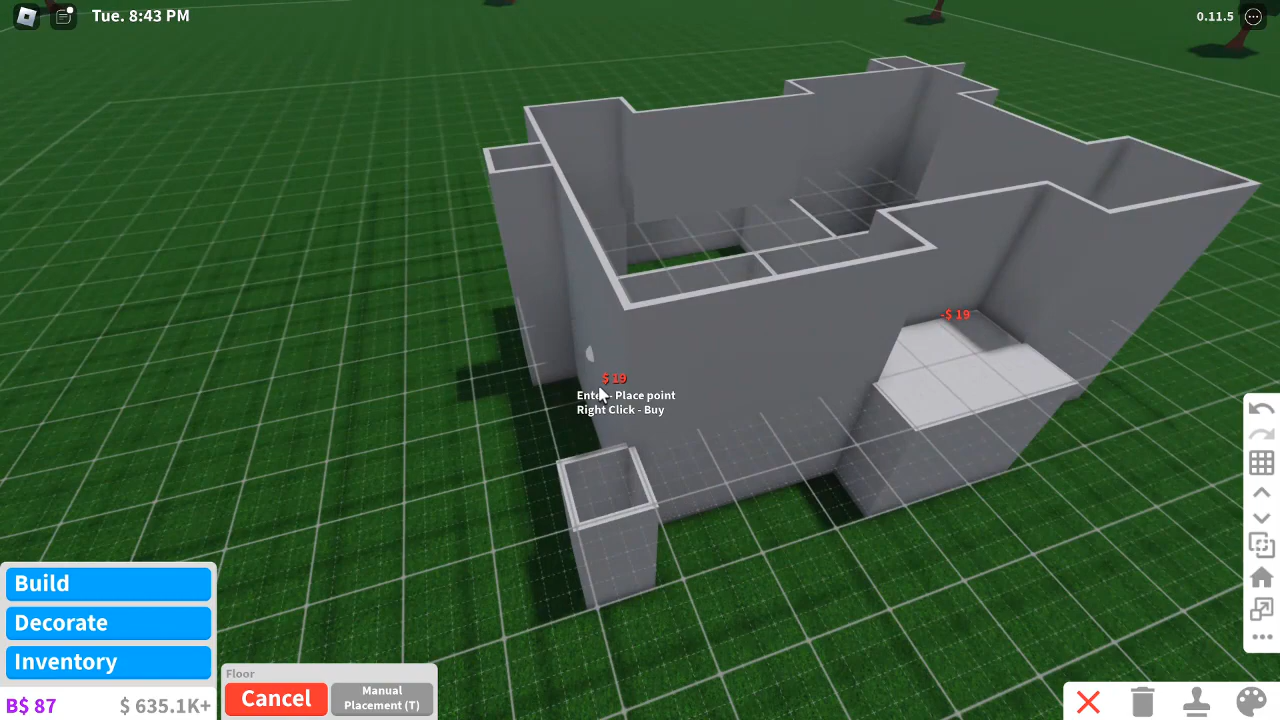 Tue. 8:43 PM
0.11.5
-$ 19
$ 19
Enter - Place point
Right Click - Buy
Build
Decorate
Inventory
B$ 87
$ 635.1K+
Floor
Cancel
Manual
Placement (T)